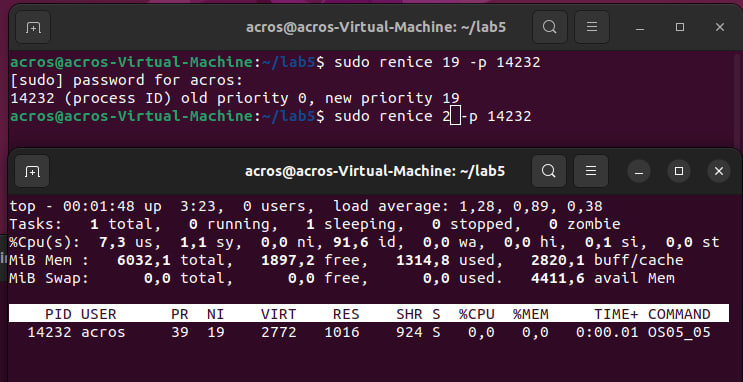 acros@acros-Virtual-Machine: ~/lab5
acros@acros-Virtual-Machine:~/lab5$ sudo renice 19 -p 14232
[sudo] password for acros:
14232 (process ID) old priority 0, new priority 19
acros@acros-Virtual-Machine:~/lab5$ sudo renice 2 -p 14232
acros@acros-Virtual-Machine: ~/lab5
top - 00:01:48 up  3:23,  0 users,  load average: 1,28, 0,89, 0,38
Tasks:   1 total,   0 running,   1 sleeping,   0 stopped,   0 zombie
%Cpu(s):  7,3 us,  1,1 sy,  0,0 ni, 91,6 id,  0,0 wa,  0,0 hi,  0,1 si,  0,0 st
MiB Mem :   6032,1 total,   1897,2 free,   1314,8 used,   2820,1 buff/cache
MiB Swap:      0,0 total,      0,0 free,      0,0 used.   4411,6 avail Mem
PID USER      PR  NI    VIRT    RES    SHR S  %CPU  %MEM     TIME+ COMMAND
14232 acros     39  19    2772   1016    924 S   0,0   0,0   0:00.01 OS05_05